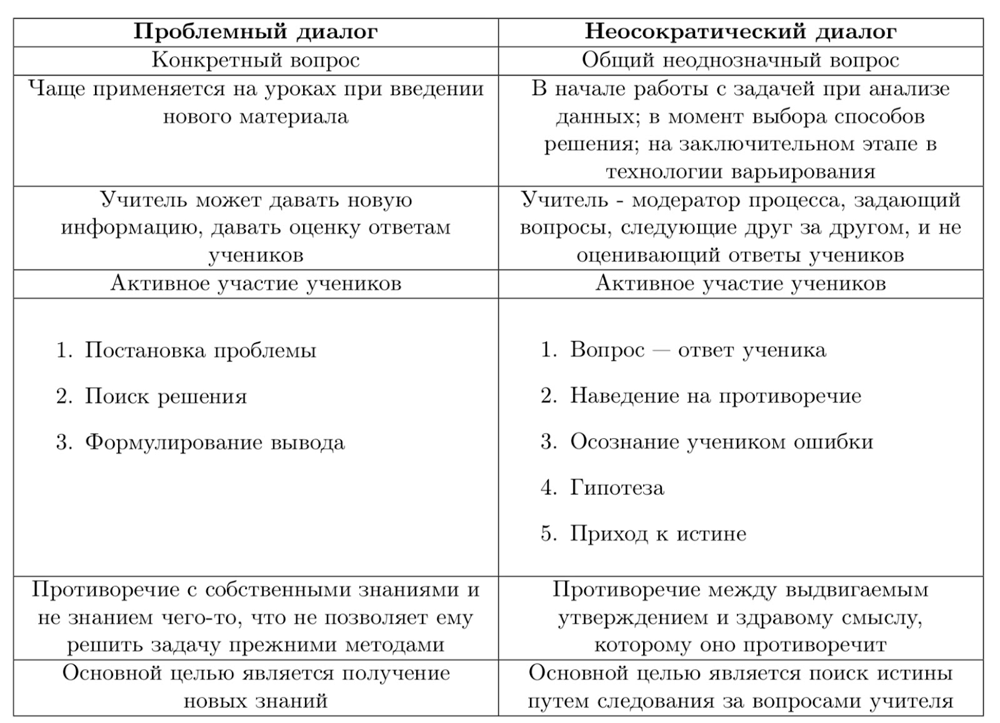 Проблемный диалог
Неосократический диалог
Конкретный вопрос
Общий неоднозначный вопрос
Чаще применяется на уроках при введении
нового материала
В начале работы с задачей при анализе
данных; в момент выбора способов
решения; на заключительном этапе в
технологии варьирования
Учитель может давать новую
информацию, давать оценку ответам
учеников
Учитель - модератор процесса, задающий
вопросы, следующие друг за другом, и не
оценивающий ответы учеников
Активное участие учеников
Активное участие учеников
1. Постановка проблемы
2. Поиск решения
3. Формулирование вывода
1. Вопрос — ответ ученика
2. Наведение на противоречие
3. Осознание учеником ошибки
4. Гипотеза
5. Приход к истине
Противоречие с собственными знаниями и
не знанием чего-то, что не позволяет ему
решить задачу прежними методами
Противоречие между выдвигаемым
утверждением и здравому смыслу,
которому оно противоречит
Основной целью является получение
новых знаний
Основной целью является поиск истины
путем следования за вопросами учителя